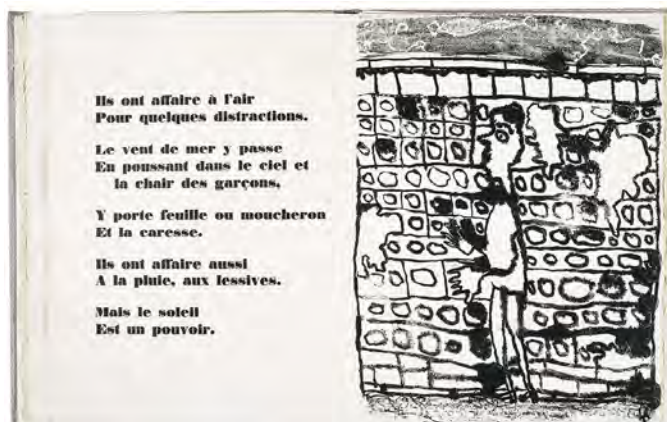 Ils ont affaire à l'air
Pour quelques distractions.
Le vent de mer y passe
En poussant dans le ciel et
la chair des garçons,
Y porte feuille ou moucheron
Et la caresse.
Ils ont affaire aussi
A la pluie, aux lessives.
Mais le soleil
Est un pouvoir.